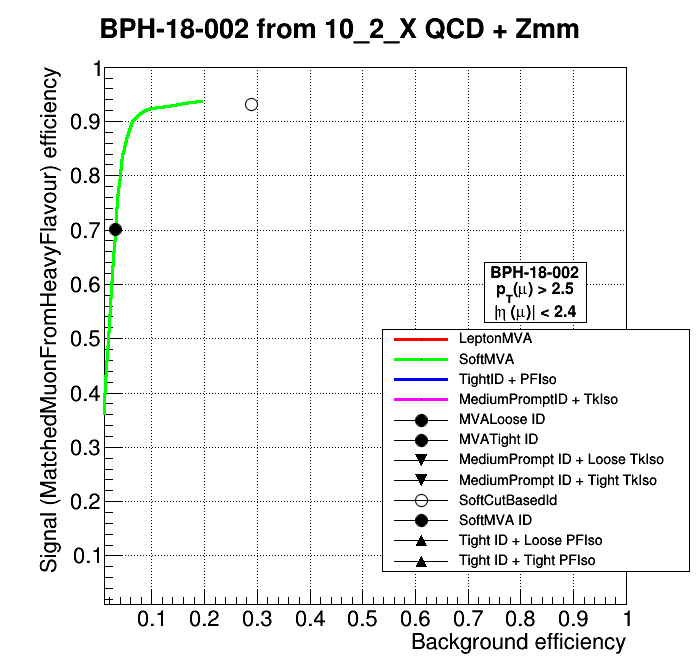 BPH-18-002 from 10_2_X QCD + Zmm
Signal (MatchedMuonFromHeavyFlavour) efficiency
1
0.9
0.8
0.7
0.6
0.5
0.4
0.3
0.2
0.1
BPH-18-002
pT(μ) > 2.5
|η (μ)| < 2.4
LeptonMVA
SoftMVA
TightID + PFIso
MediumPromptID + TkIso
MVALoose ID
MVATight ID
MediumPrompt ID + Loose TkIso
MediumPrompt ID + Tight TkIso
SoftCutBasedId
SoftMVA ID
Tight ID + Loose PFIso
Tight ID + Tight PFIso
0.1 0.2 0.3 0.4 0.5 0.6 0.7 0.8 0.9 1
Background efficiency